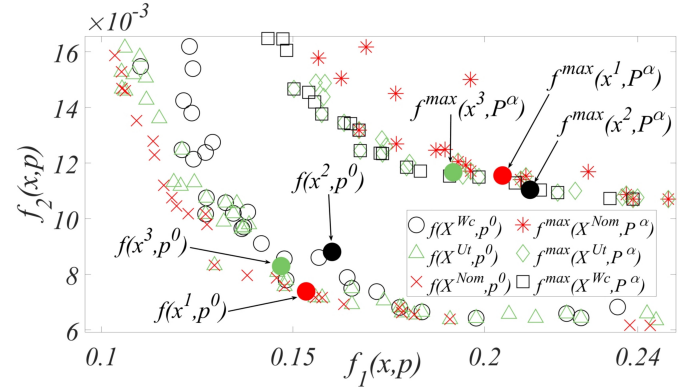 ×10⁻³
16
14
12
10
8
6
f₂(x,p)
0.1
0.15
0.2
0.24
f₁(x,p)
fᵐᵃˣ(x³,Pᵅ)
fᵐᵃˣ(x¹,Pᵅ)
fᵐᵃˣ(x²,Pᵅ)
f(x²,p⁰)
f(x³,p⁰)
f(x¹,p⁰)
f(Xᵂᶜ,p⁰)
f(Xᵁᵗ,p⁰)
f(Xᴺᵒᵐ,p⁰)
fᵐᵃˣ(Xᴺᵒᵐ,Pᵅ)
fᵐᵃˣ(Xᵁᵗ,Pᵅ)
fᵐᵃˣ(Xᵂᶜ,Pᵅ)